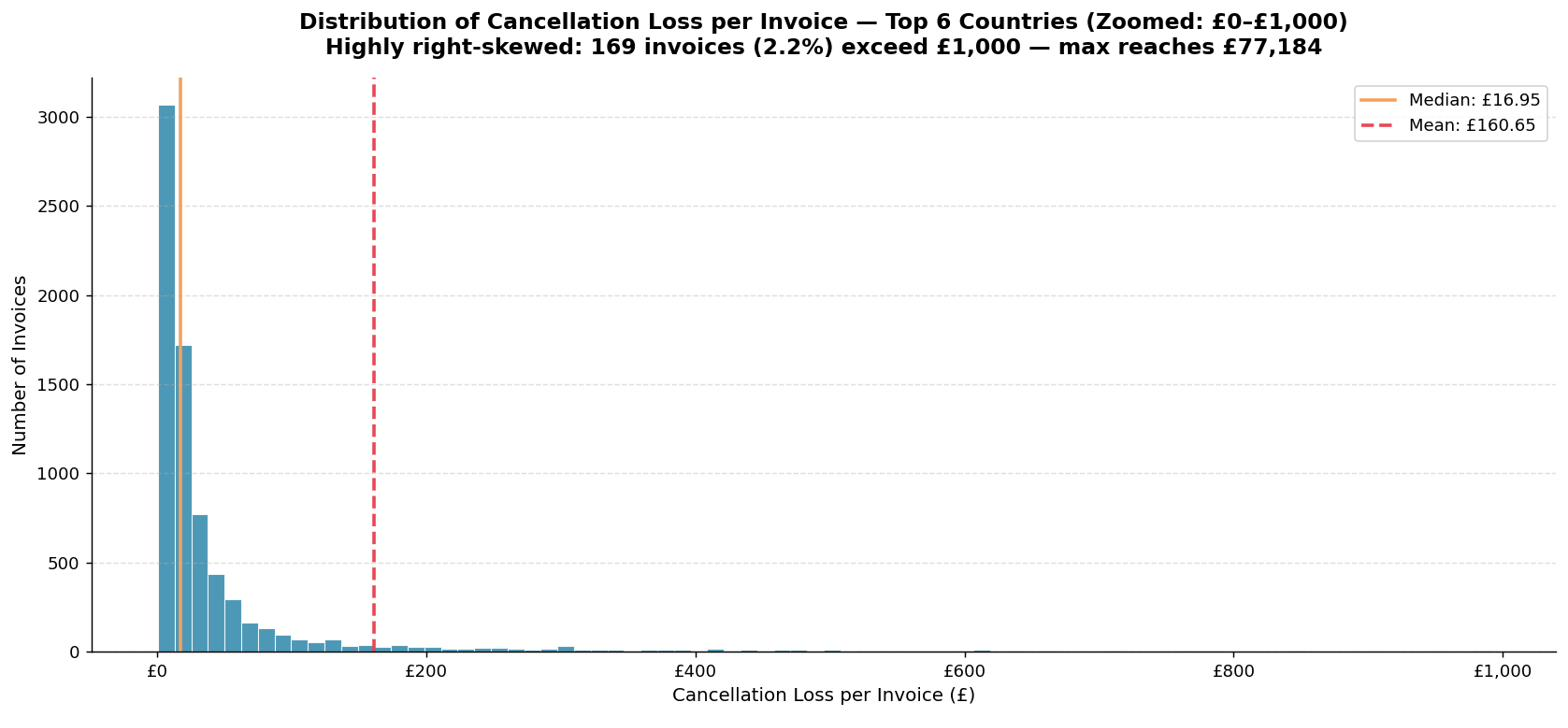 Distribution of Cancellation Loss per Invoice — Top 6 Countries (Zoomed: £0–£1,000)
Highly right-skewed: 169 invoices (2.2%) exceed £1,000 — max reaches £77,184
Median: £16.95
Mean: £160.65
Number of Invoices
3000
2500
2000
1500
1000
500
0
£0
£200
£400
£600
£800
£1,000
Cancellation Loss per Invoice (£)